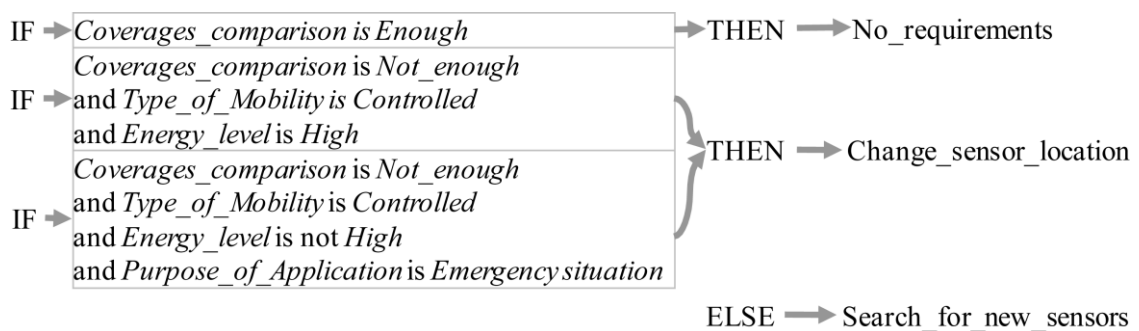 IF Coverages_comparison is Enough THEN No_requirements
Coverages_comparison is Not_enough
IF and Type_of_Mobility is Controlled
and Energy_level is High
THEN Change_sensor_location
Coverages_comparison is Not_enough
and Type_of_Mobility is Controlled
IF
and Energy_level is not High
and Purpose_of_Application is Emergency situation
ELSE Search_for_new_sensors